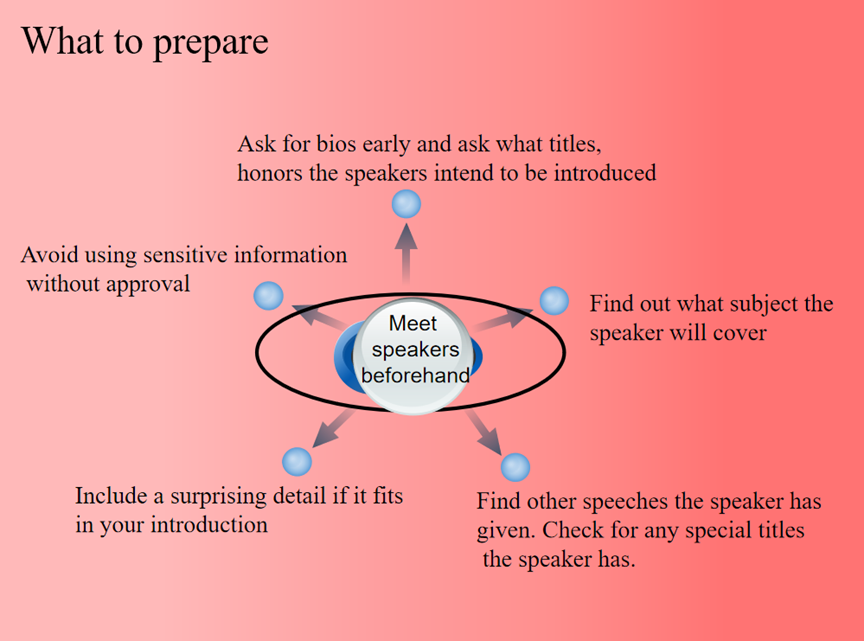 What to prepare
Ask for bios early and ask what titles,
honors the speakers intend to be introduced
Avoid using sensitive information
without approval
Find out what subject the
speaker will cover
Meet
speakers
beforehand
Include a surprising detail if it fits
in your introduction
Find other speeches the speaker has
given. Check for any special titles
the speaker has.